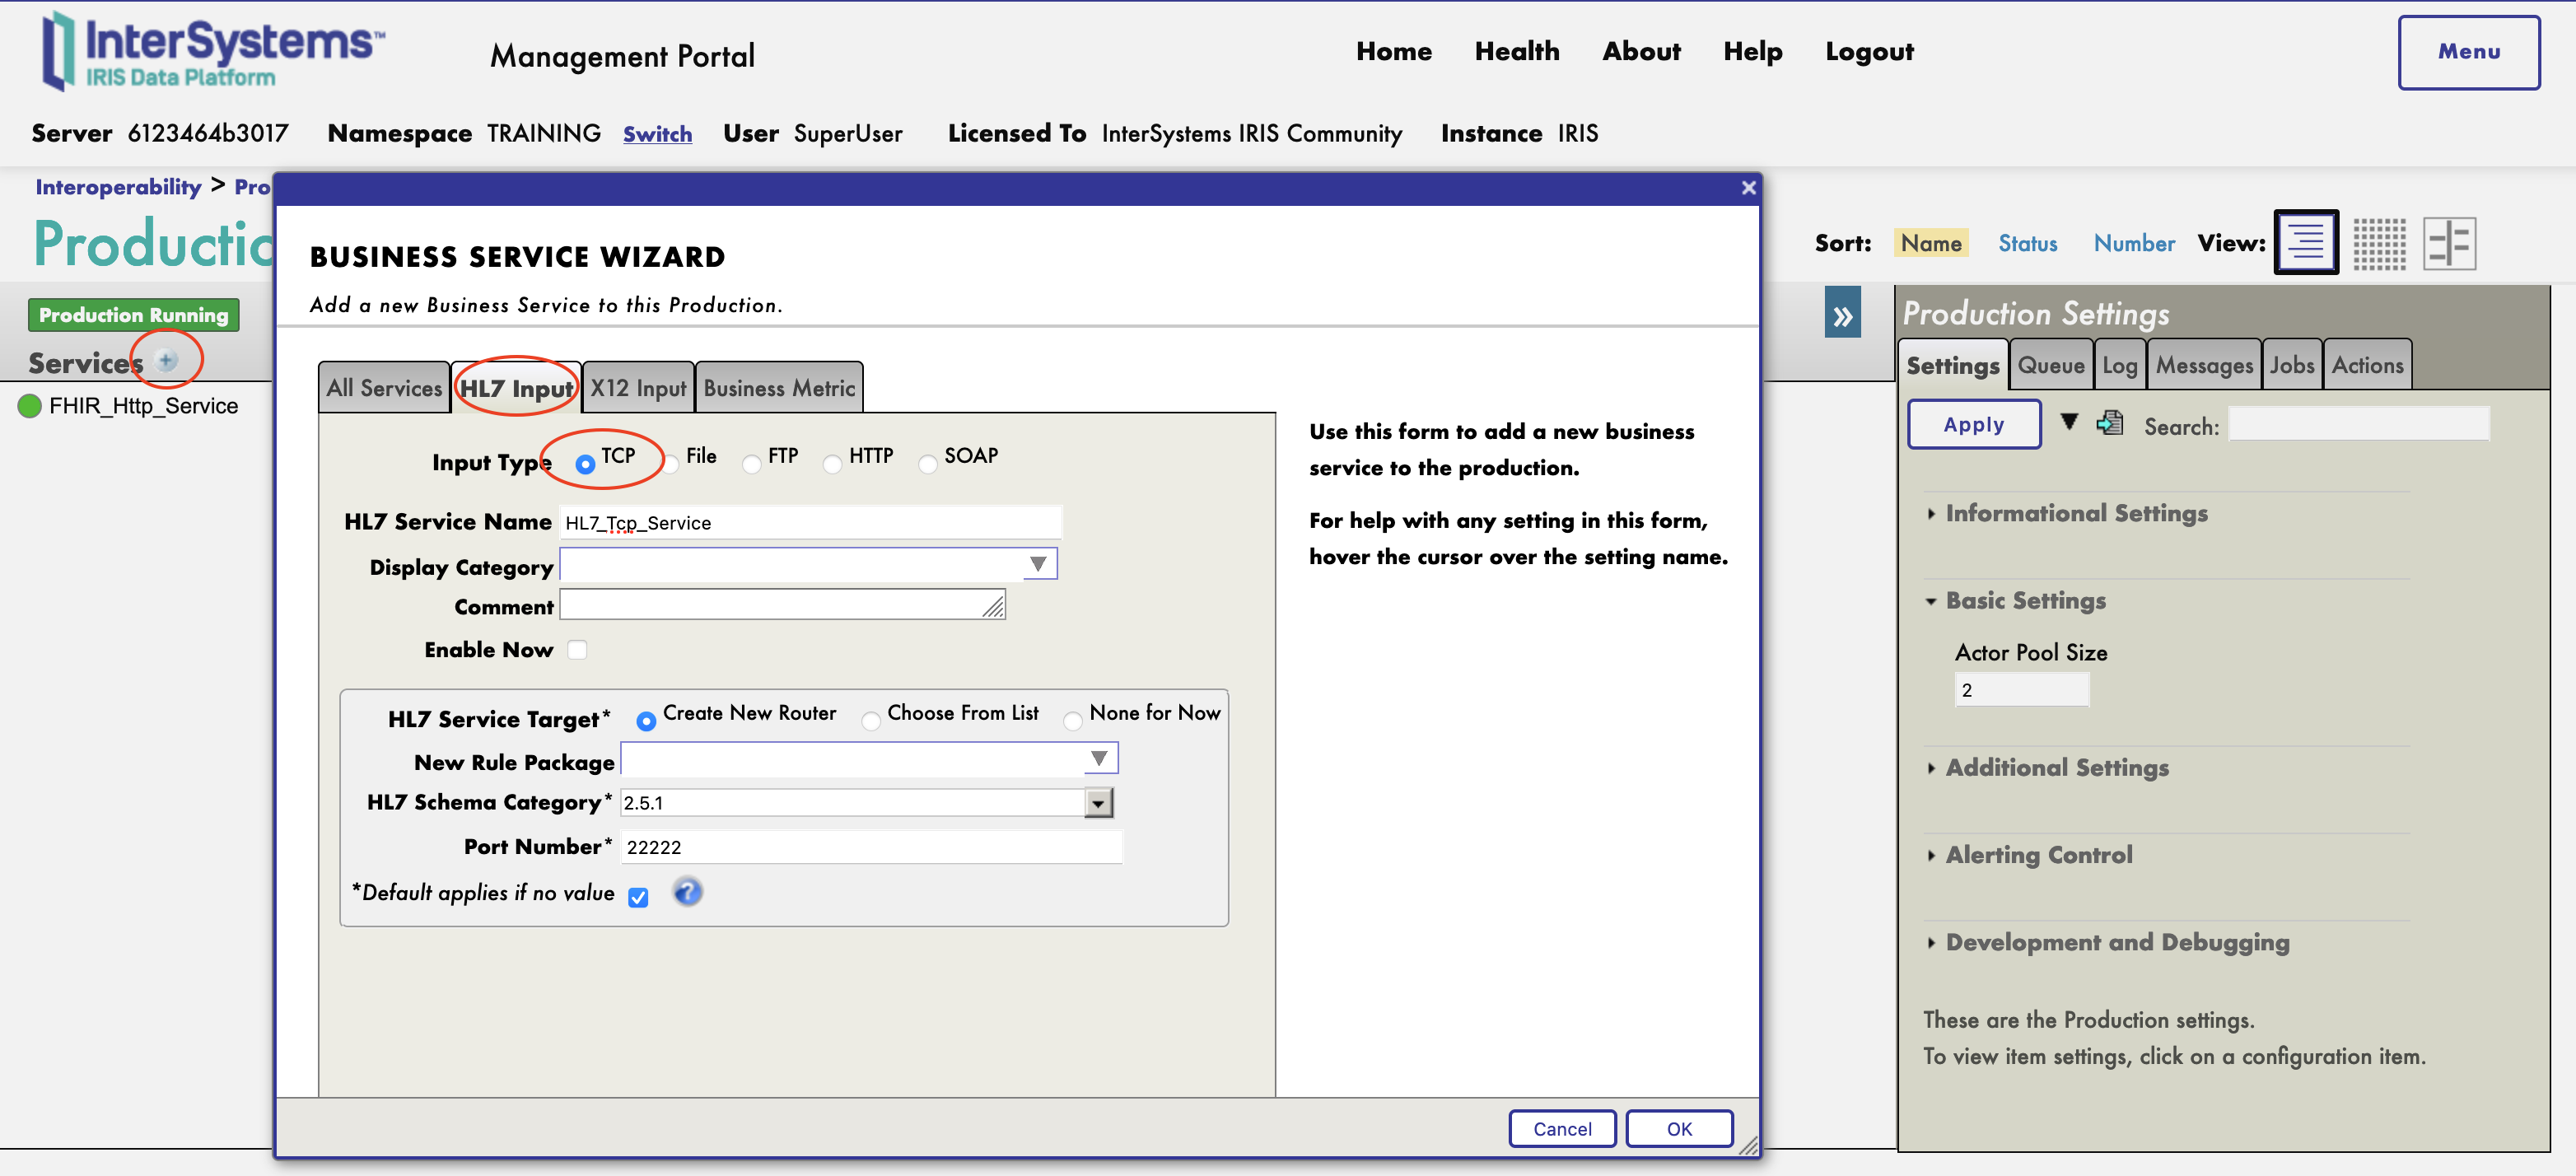 InterSystems™
IRIS Data Platform
Management Portal
Home Health About Help Logout
Menu
Server 6123464b3017 Namespace TRAINING Switch User SuperUser Licensed To InterSystems IRIS Community Instance IRIS
Interoperability > Pro
Productic
Sort: Name Status Number View:
Production Running
Services
FHIR_Http_Service
BUSINESS SERVICE WIZARD
Add a new Business Service to this Production.
All Services HL7 Input X12 Input Business Metric
Input Type TCP File FTP HTTP SOAP
HL7 Service Name HL7_Tcp_Service
Display Category
Comment
Enable Now
HL7 Service Target* Create New Router Choose From List None for Now
New Rule Package
HL7 Schema Category* 2.5.1
Port Number* 22222
*Default applies if no value
Use this form to add a new business
service to the production.
For help with any setting in this form,
hover the cursor over the setting name.
Cancel OK
Production Settings
Settings Queue Log Messages Jobs Actions
Apply Search:
Informational Settings
Basic Settings
Actor Pool Size
2
Additional Settings
Alerting Control
Development and Debugging
These are the Production settings.
To view item settings, click on a configuration item.